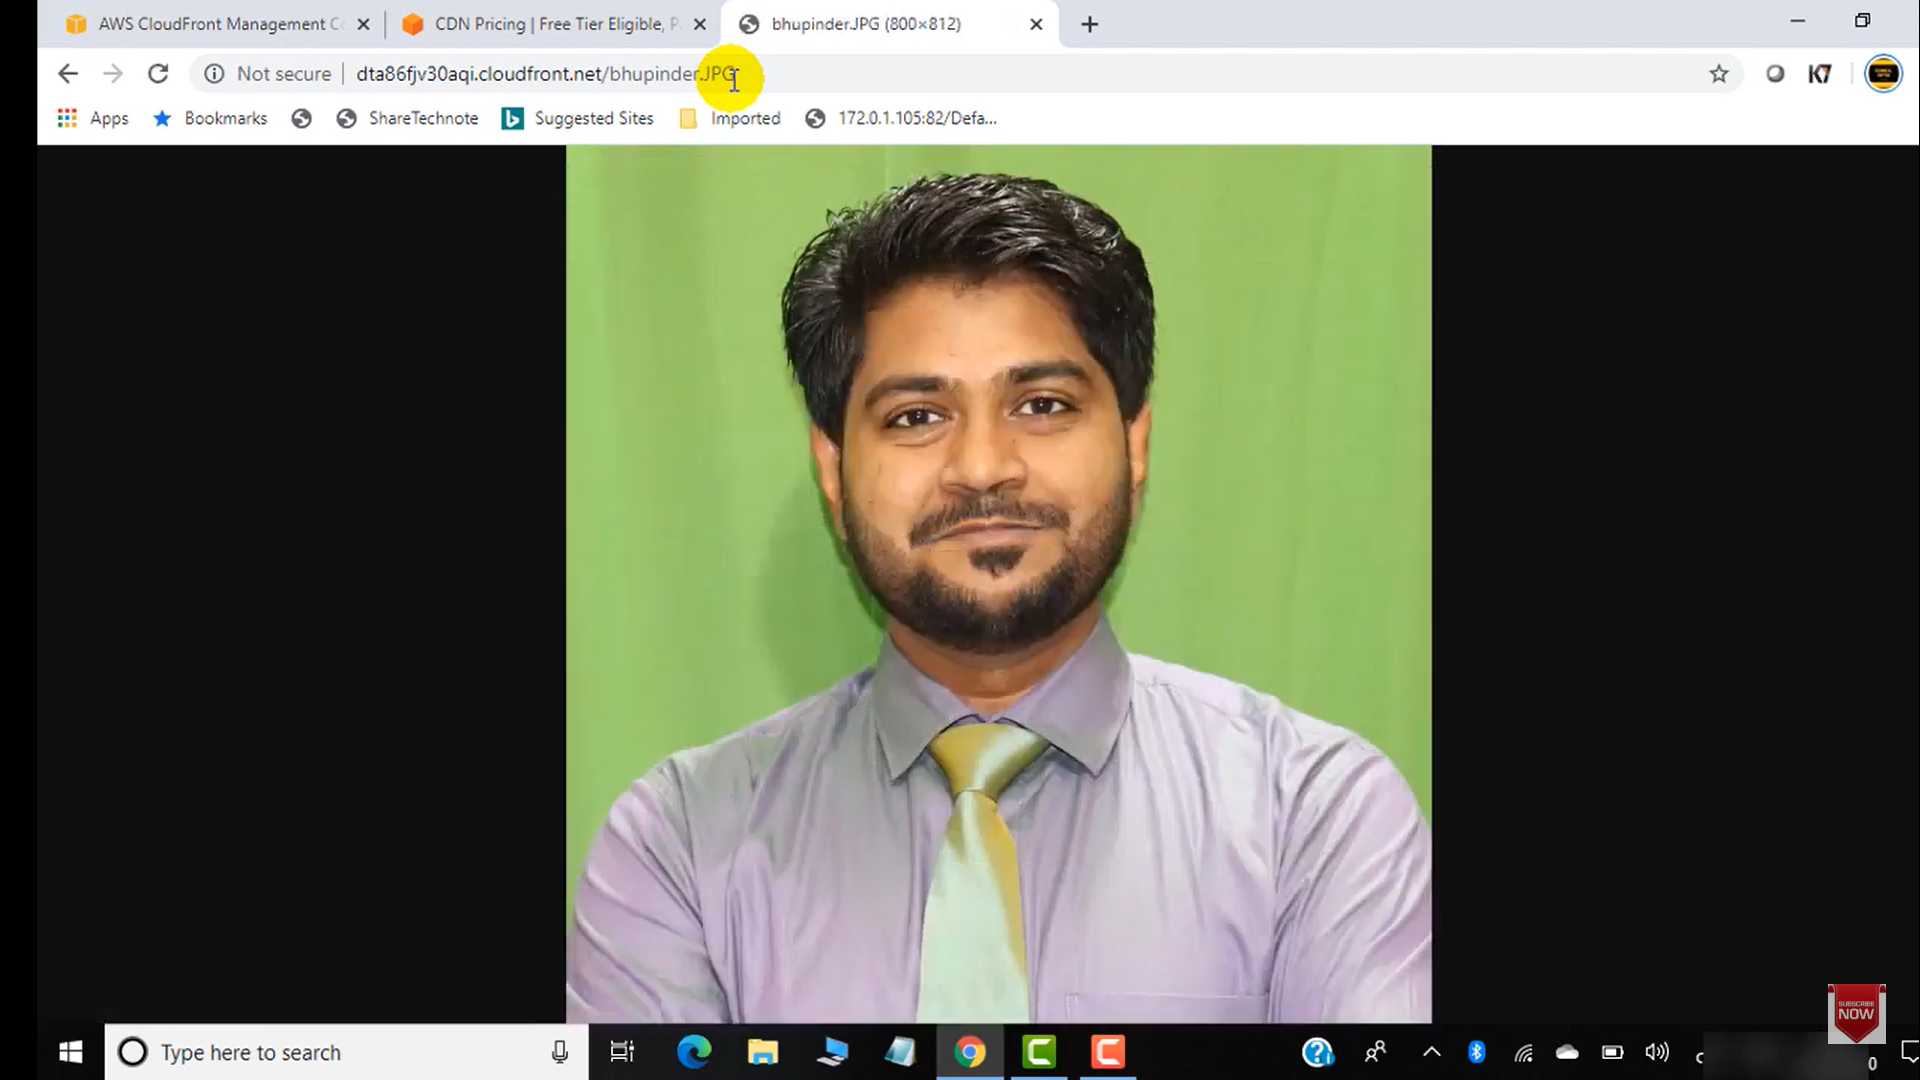 AWS CloudFront Management Co
CDN Pricing | Free Tier Eligible, P
bhupinder.JPG (800×812)
Not secure
dta86fjv30aqi.cloudfront.net/bhupinder.JPG
K7
Apps
Bookmarks
ShareTechnote
Suggested Sites
Imported
172.0.1.105:82/Defa...
SUBSCRIBE
NOW
Type here to search
0